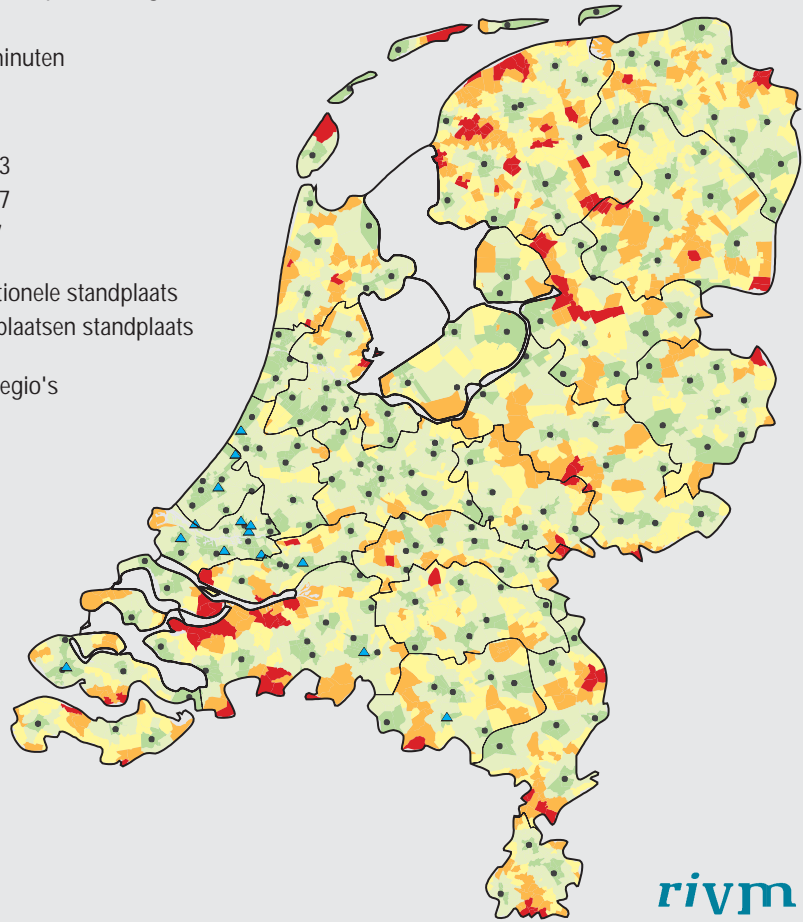 minuten
3
7
tionele standplaats
plaatsen standplaats
egio's
rivm